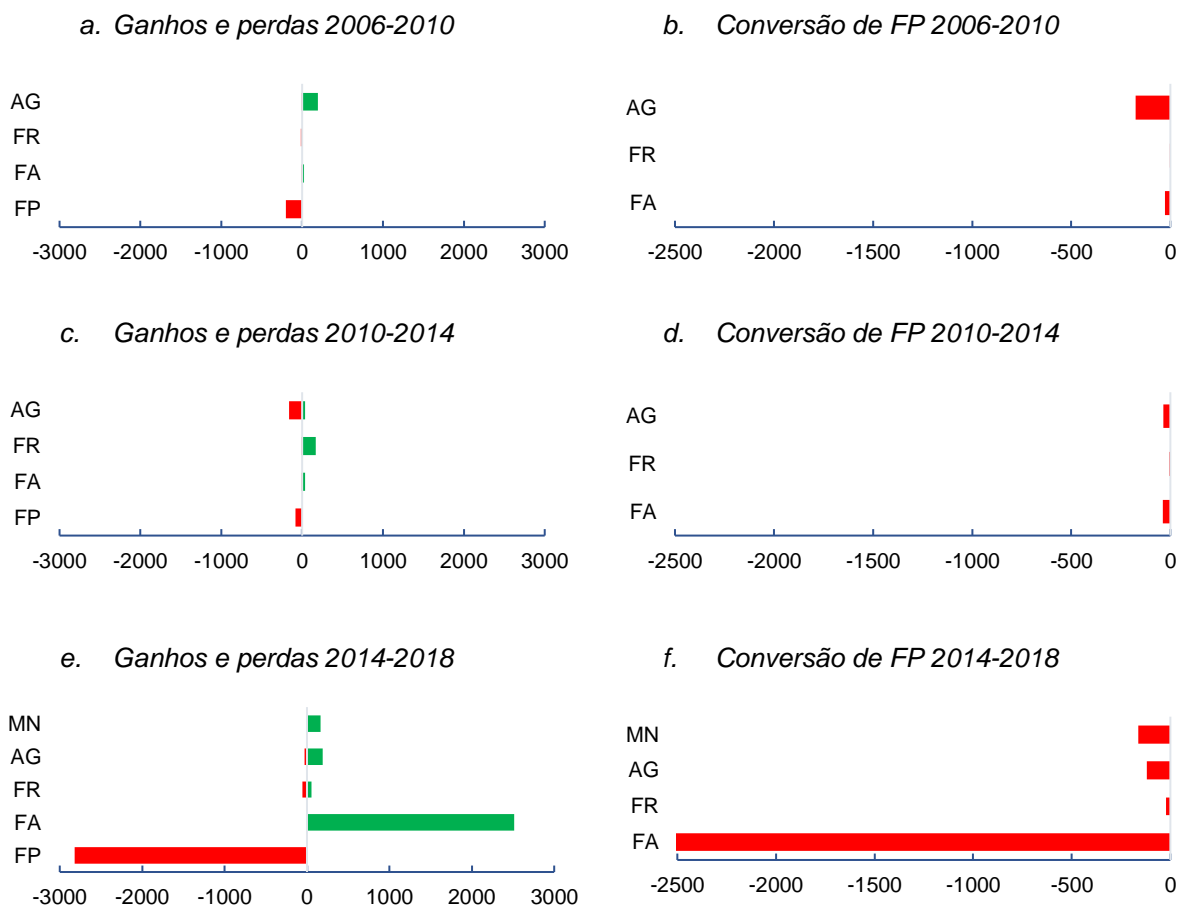 a. Ganhos e perdas 2006-2010
AG
FR
FA
FP
-3000 -2000 -1000 0 1000 2000 3000
b. Conversão de FP 2006-2010
AG
FR
FA
-2500 -2000 -1500 -1000 -500 0
c. Ganhos e perdas 2010-2014
AG
FR
FA
FP
-3000 -2000 -1000 0 1000 2000 3000
d. Conversão de FP 2010-2014
AG
FR
FA
-2500 -2000 -1500 -1000 -500 0
e. Ganhos e perdas 2014-2018
MN
AG
FR
FA
FP
-3000 -2000 -1000 0 1000 2000 3000
f. Conversão de FP 2014-2018
MN
AG
FR
FA
-2500 -2000 -1500 -1000 -500 0